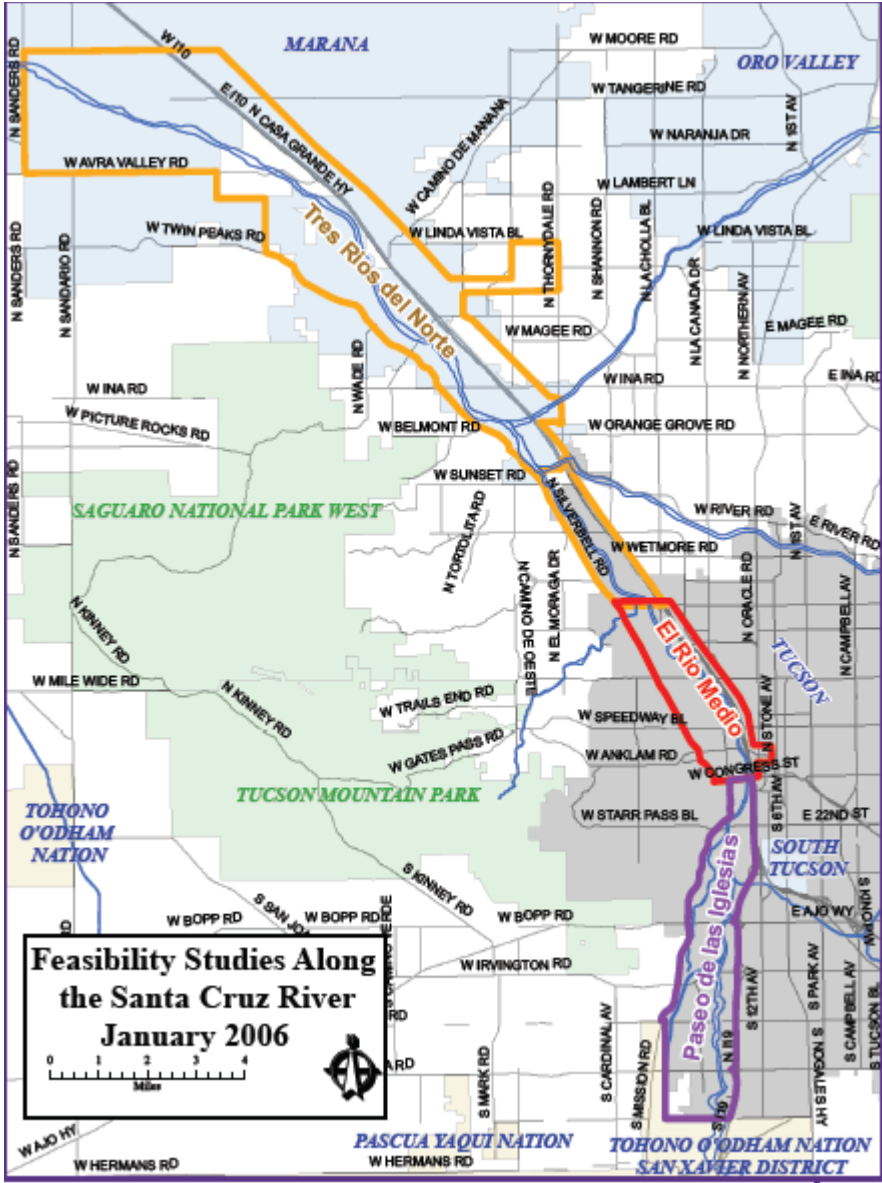 MARANA
W MOORE RD
ORO VALLEY
N SANDERS RD
W I10
E I10
N CASA GRANDE HY
W CAMINO DE MANANA
W TANGERINE RD
N 1ST AV
W NARANJA DR
W AVRA VALLEY RD
W LAMBERT LN
N THORNYDALE RD
N SHANNON RD
N LA CHOLLA BL
W TWIN PEAKS RD
W LINDA VISTA BL
W LINDA VISTA BL
N SANDERS RD
N SANDARIO RD
Tres Rios del Norte
N LA CANADA DR
N NORTHERN AV
W MAGEE RD
E MAGEE RD
N WADE RD
W INA RD
W INA RD
E INA RD
W PICTURE ROCKS RD
W BELMONT RD
W ORANGE GROVE RD
N SANDERS RD
W SUNSET RD
N SILVERBELL RD
SAGUARO NATIONAL PARK WEST
W RIVER RD
E RIVER RD
N 1ST AV
N TORTOLITA RD
W WETMORE RD
N CAMINO DE OESTE
N EL MORAGA DR
N ORACLE RD
N CAMPBELL AV
N KINNEY RD
El Rio Medio
TUCSON
W MILE WIDE RD
N KINNEY RD
W TRAILS END RD
W SPEEDWAY BL
N STONE AV
W GATES PASS RD
W ANKLAM RD
W CONGRESS ST
TUCSON MOUNTAIN PARK
S 6TH AV
TOHONO
O'ODHAM
NATION
W STARR PASS BL
E 22ND ST
SOUTH
TUCSON
S KINNEY RD
Paseo de las Iglesias
E AJO WY
W BOPP RD
W BOPP RD
W BOPP RD
W IRVINGTON RD
S 12TH AV
S PARK AV
S CAMPBELL AV
S TUCSON BL
Feasibility Studies Along
the Santa Cruz River
January 2006
0 1 2 3 4
Miles
S CARDINAL AV
S MISSION RD
N I19
S MARK RD
S NOGALES HY
W AJO HY
W HERMANS RD
PASCUA YAQUI NATION
W HERMANS RD
TOHONO O'ODHAM NATION
SAN XAVIER DISTRICT